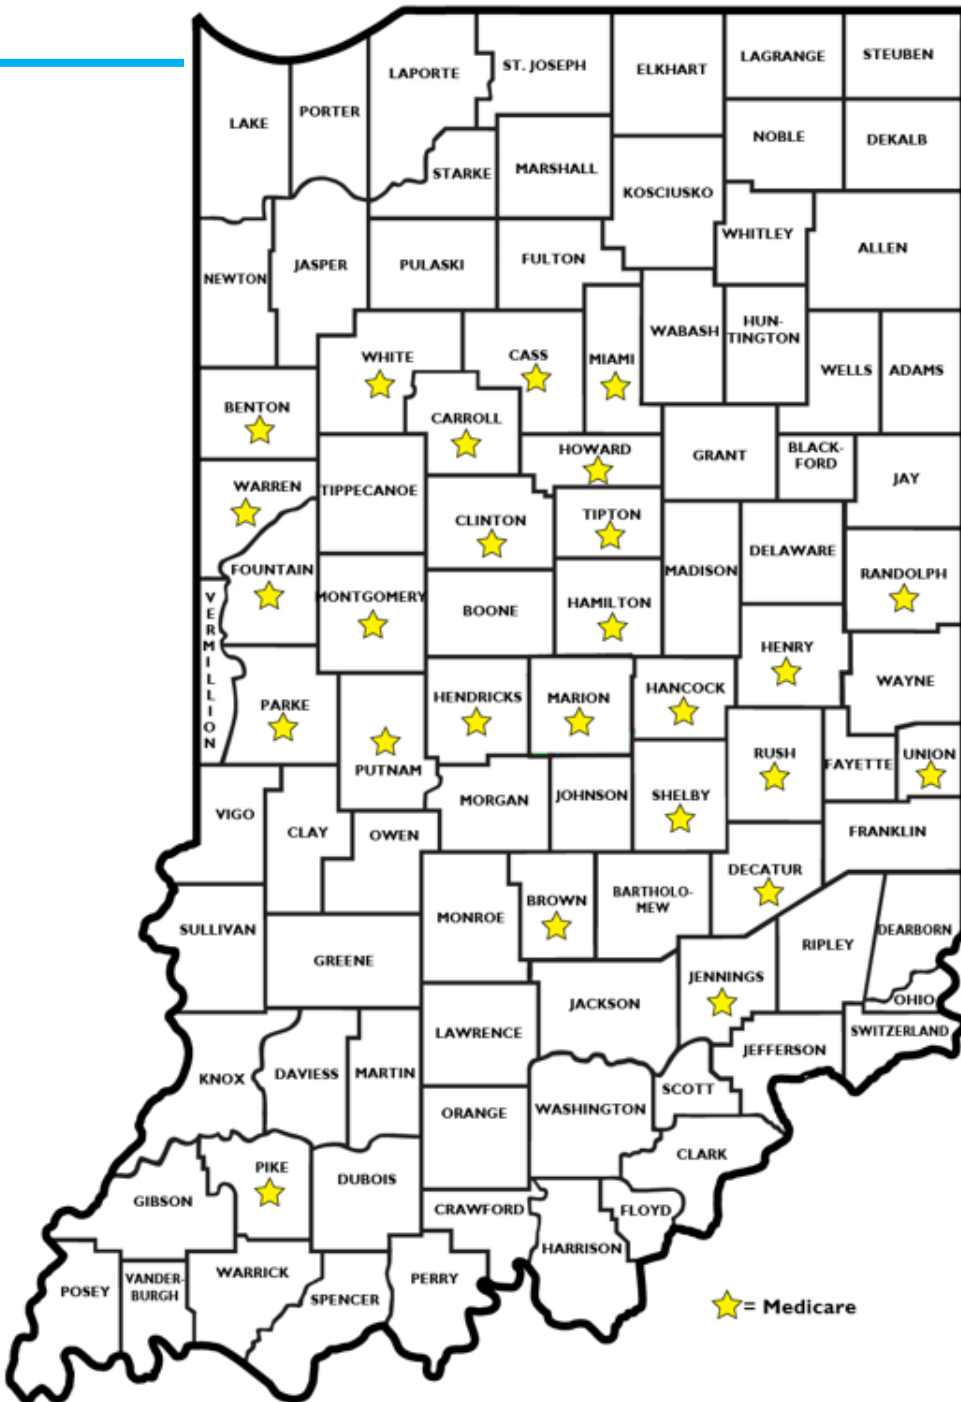 LAPORTE
ST. JOSEPH
ELKHART
LAGRANGE
STEUBEN
LAKE
PORTER
NOBLE
DEKALB
STARKE
MARSHALL
KOSCIUSKO
WHITLEY
ALLEN
NEWTON
JASPER
PULASKI
FULTON
WABASH
HUN-
TINGTON
WHITE
CASS
MIAMI
WELLS
ADAMS
BENTON
CARROLL
HOWARD
GRANT
BLACK-
FORD
JAY
WARREN
TIPPECANOE
CLINTON
TIPTON
DELAWARE
RANDOLPH
FOUNTAIN
MONTGOMERY
BOONE
HAMILTON
MADISON
VERMILLION
HENRY
WAYNE
PARKE
HENDRICKS
MARION
HANCOCK
PUTNAM
RUSH
FAYETTE
UNION
VIGO
CLAY
OWEN
MORGAN
JOHNSON
SHELBY
FRANKLIN
DECATUR
SULLIVAN
MONROE
BROWN
BARTHOLO-
MEW
GREENE
RIPLEY
DEARBORN
JENNINGS
OHIO
JACKSON
LAWRENCE
SWITZERLAND
JEFFERSON
KNOX
DAVIESS
MARTIN
SCOTT
ORANGE
WASHINGTON
CLARK
PIKE
DUBOIS
GIBSON
CRAWFORD
FLOYD
HARRISON
POSEY
VANDER-
BURGH
WARRICK
SPENCER
PERRY
= Medicare